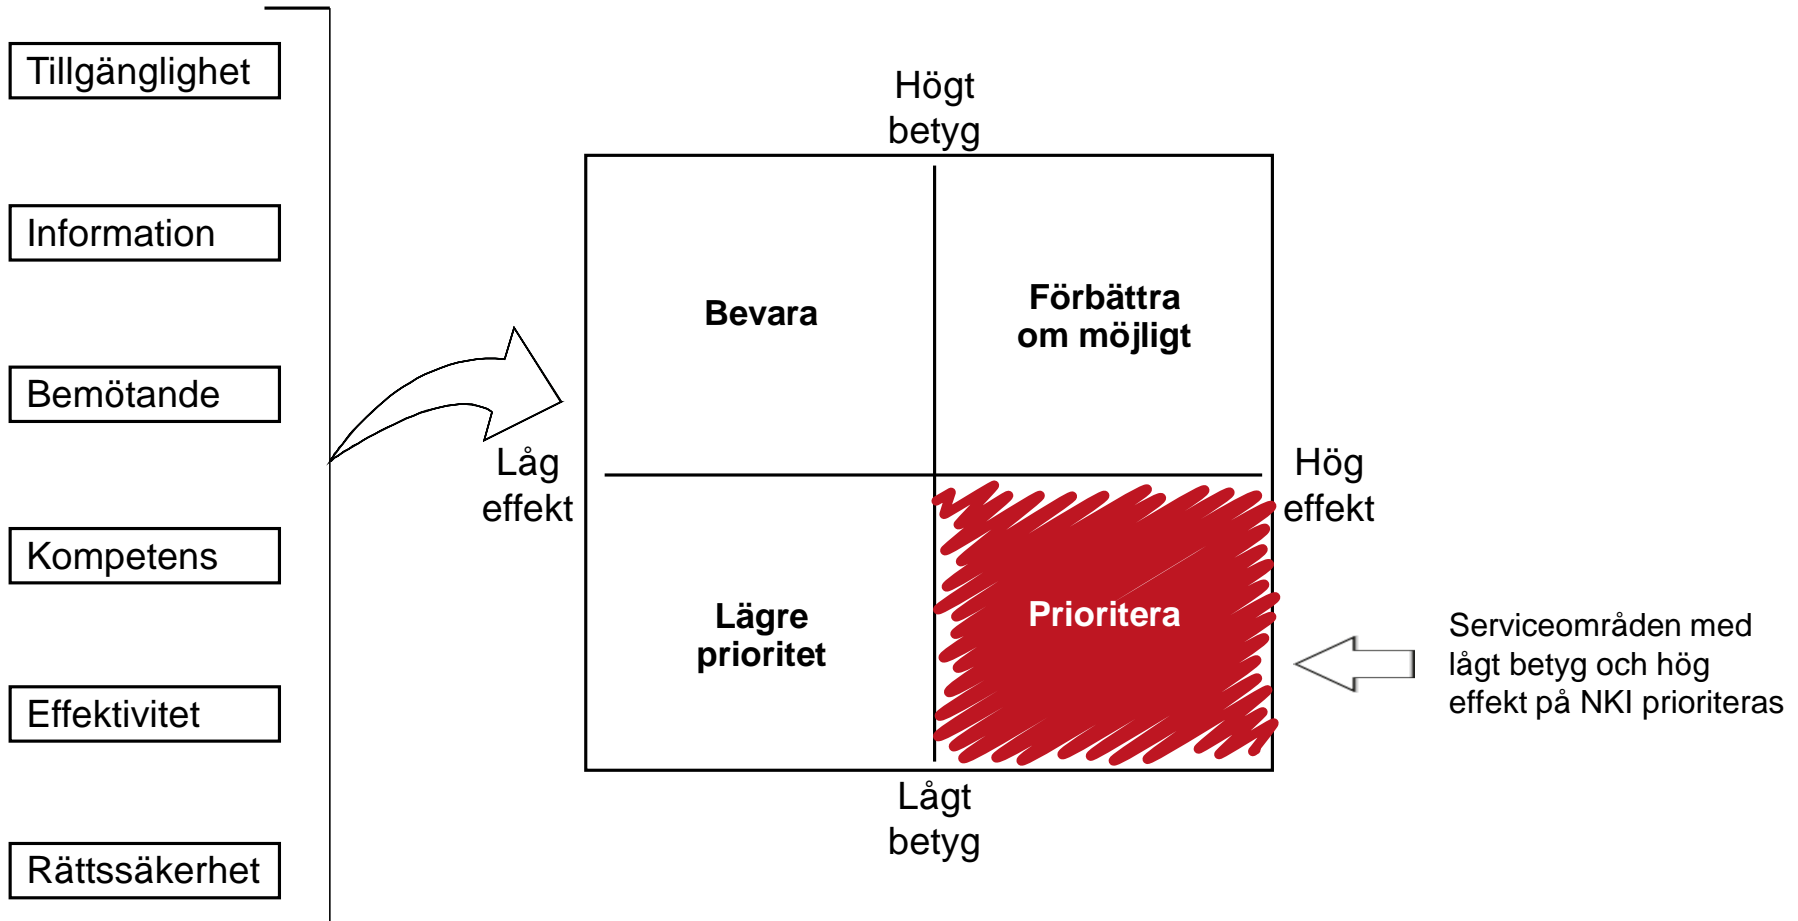 Tillgänglighet
Information
Bemötande
Kompetens
Effektivitet
Rättssäkerhet
Högt
betyg
Bevara
Förbättra
om möjligt
Låg
effekt
Hög
effekt
Lägre
prioritet
Prioritera
Lågt
betyg
Serviceområden med
lågt betyg och hög
effekt på NKI prioriteras